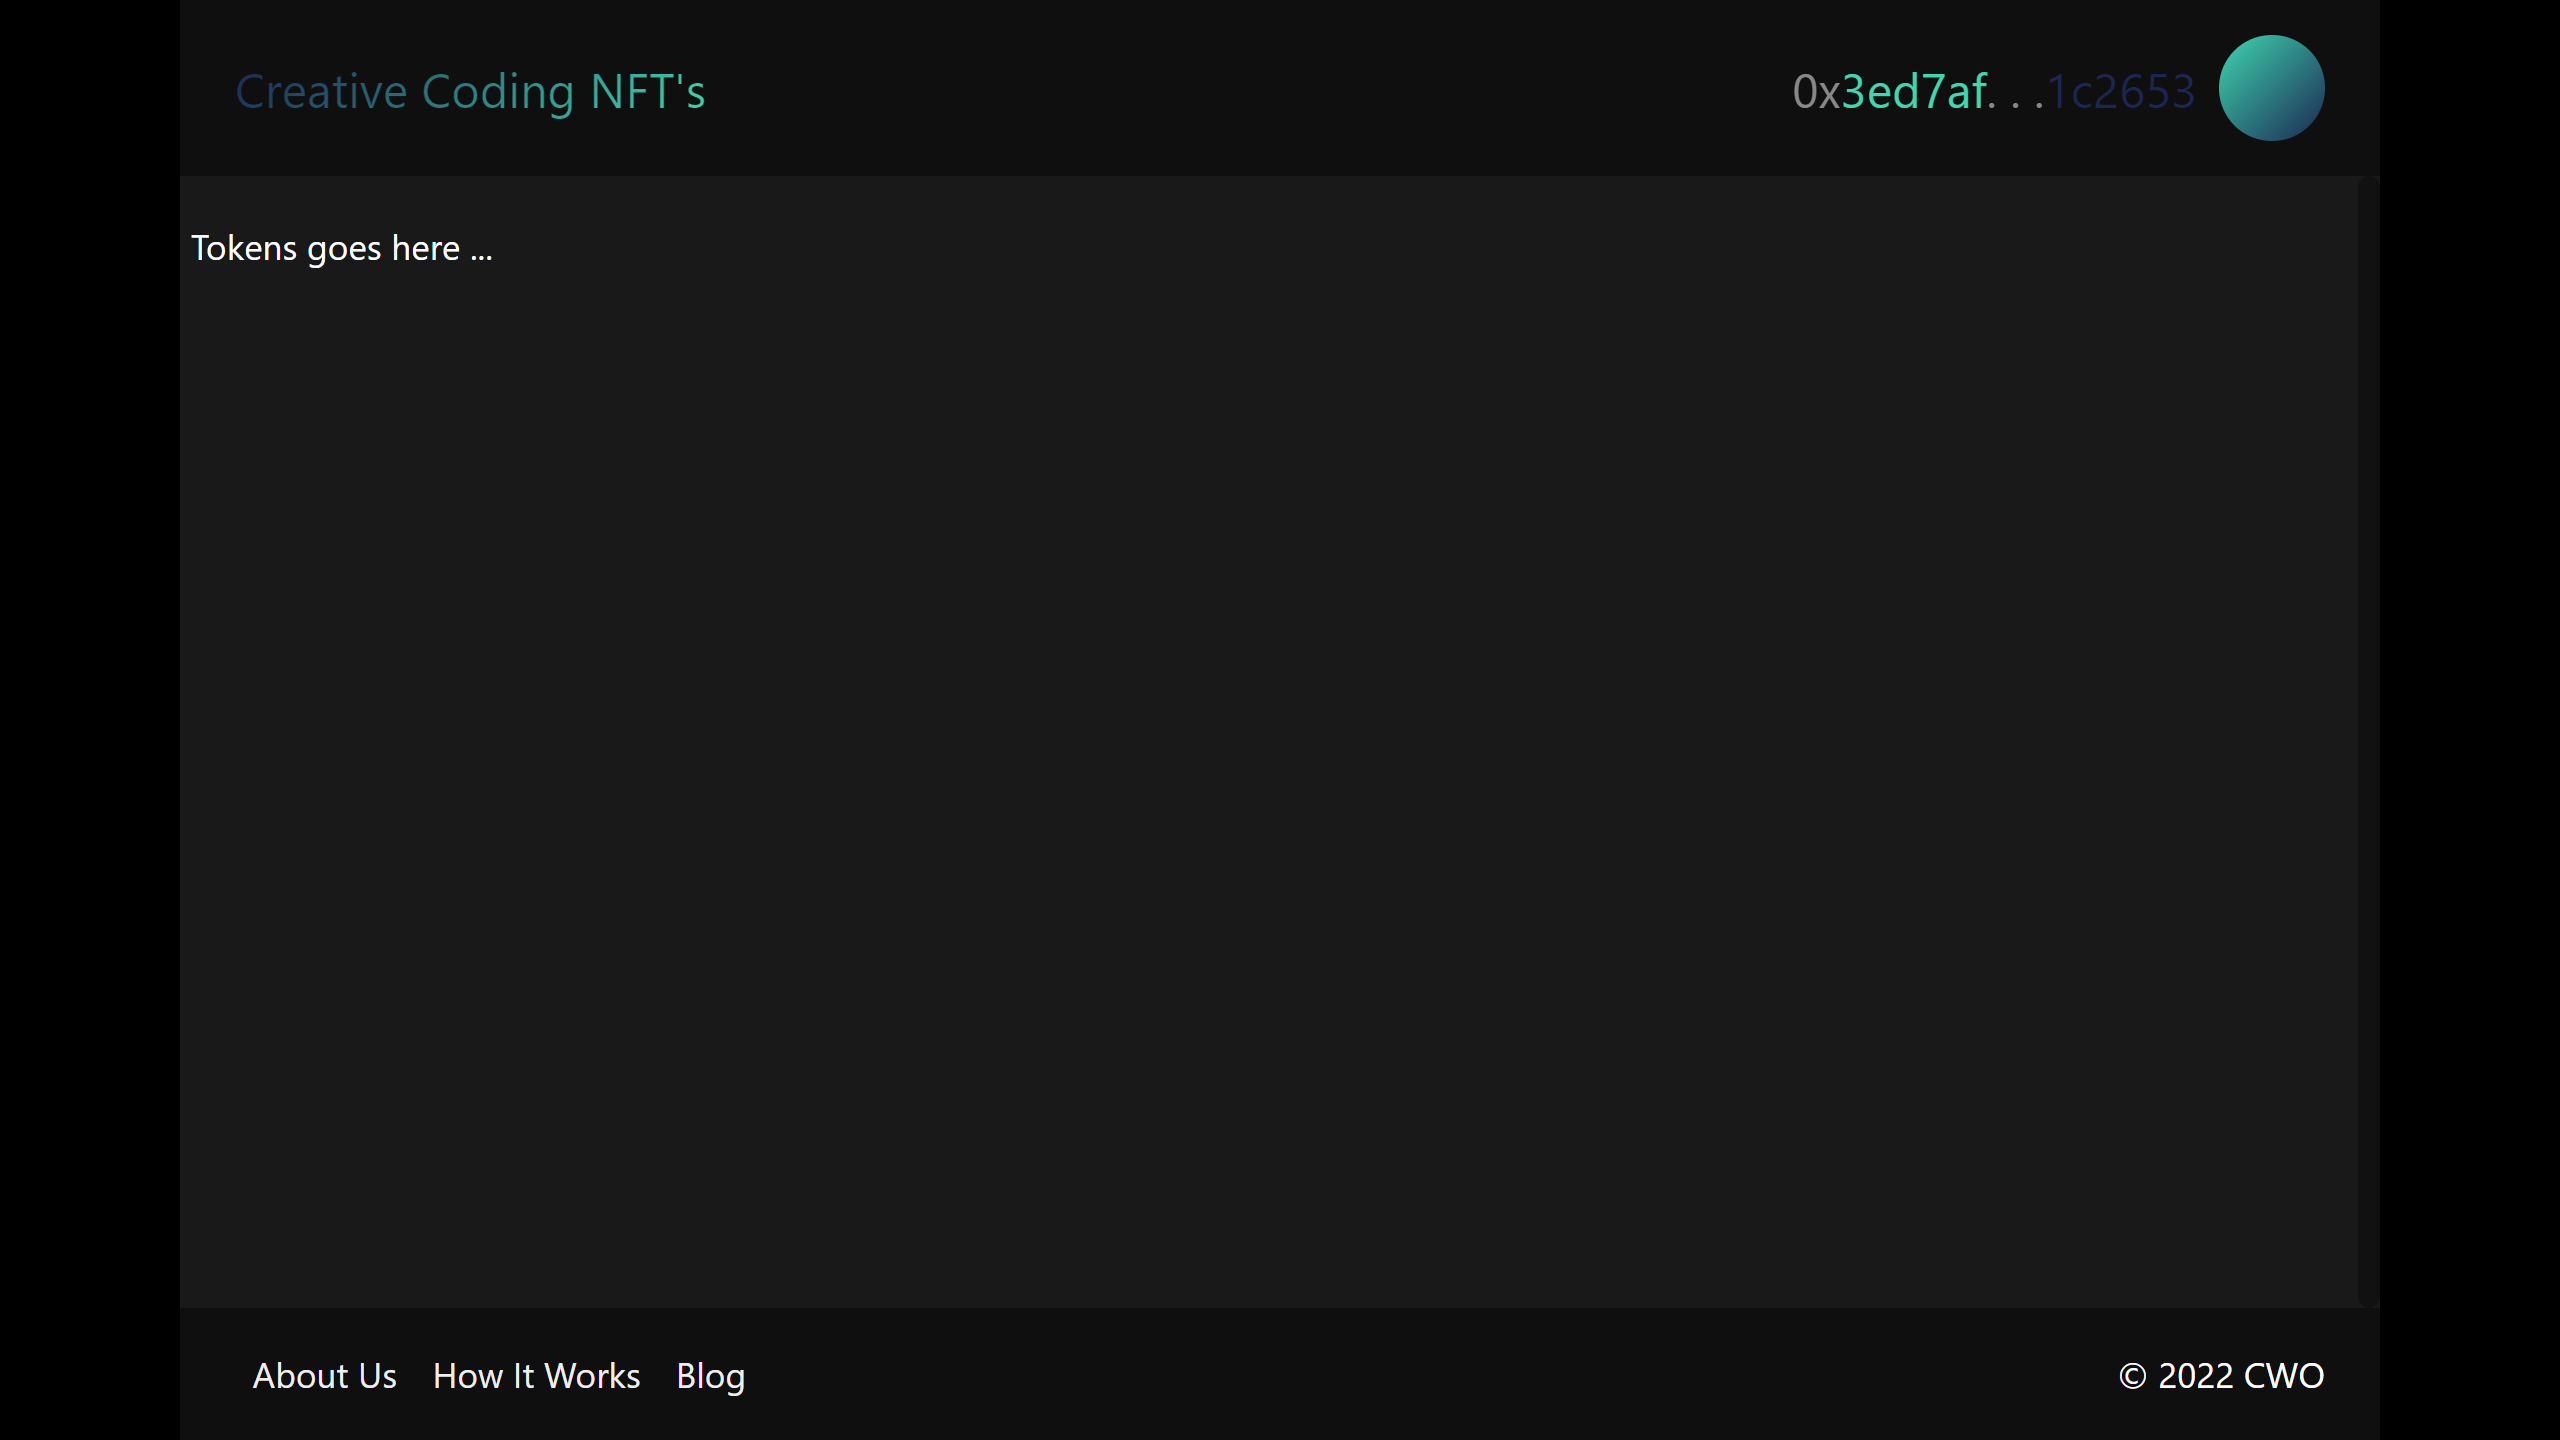 Creative Coding NFT's
0x3ed7af. . .1c2653
Tokens goes here ...
About Us How It Works Blog
© 2022 CWO